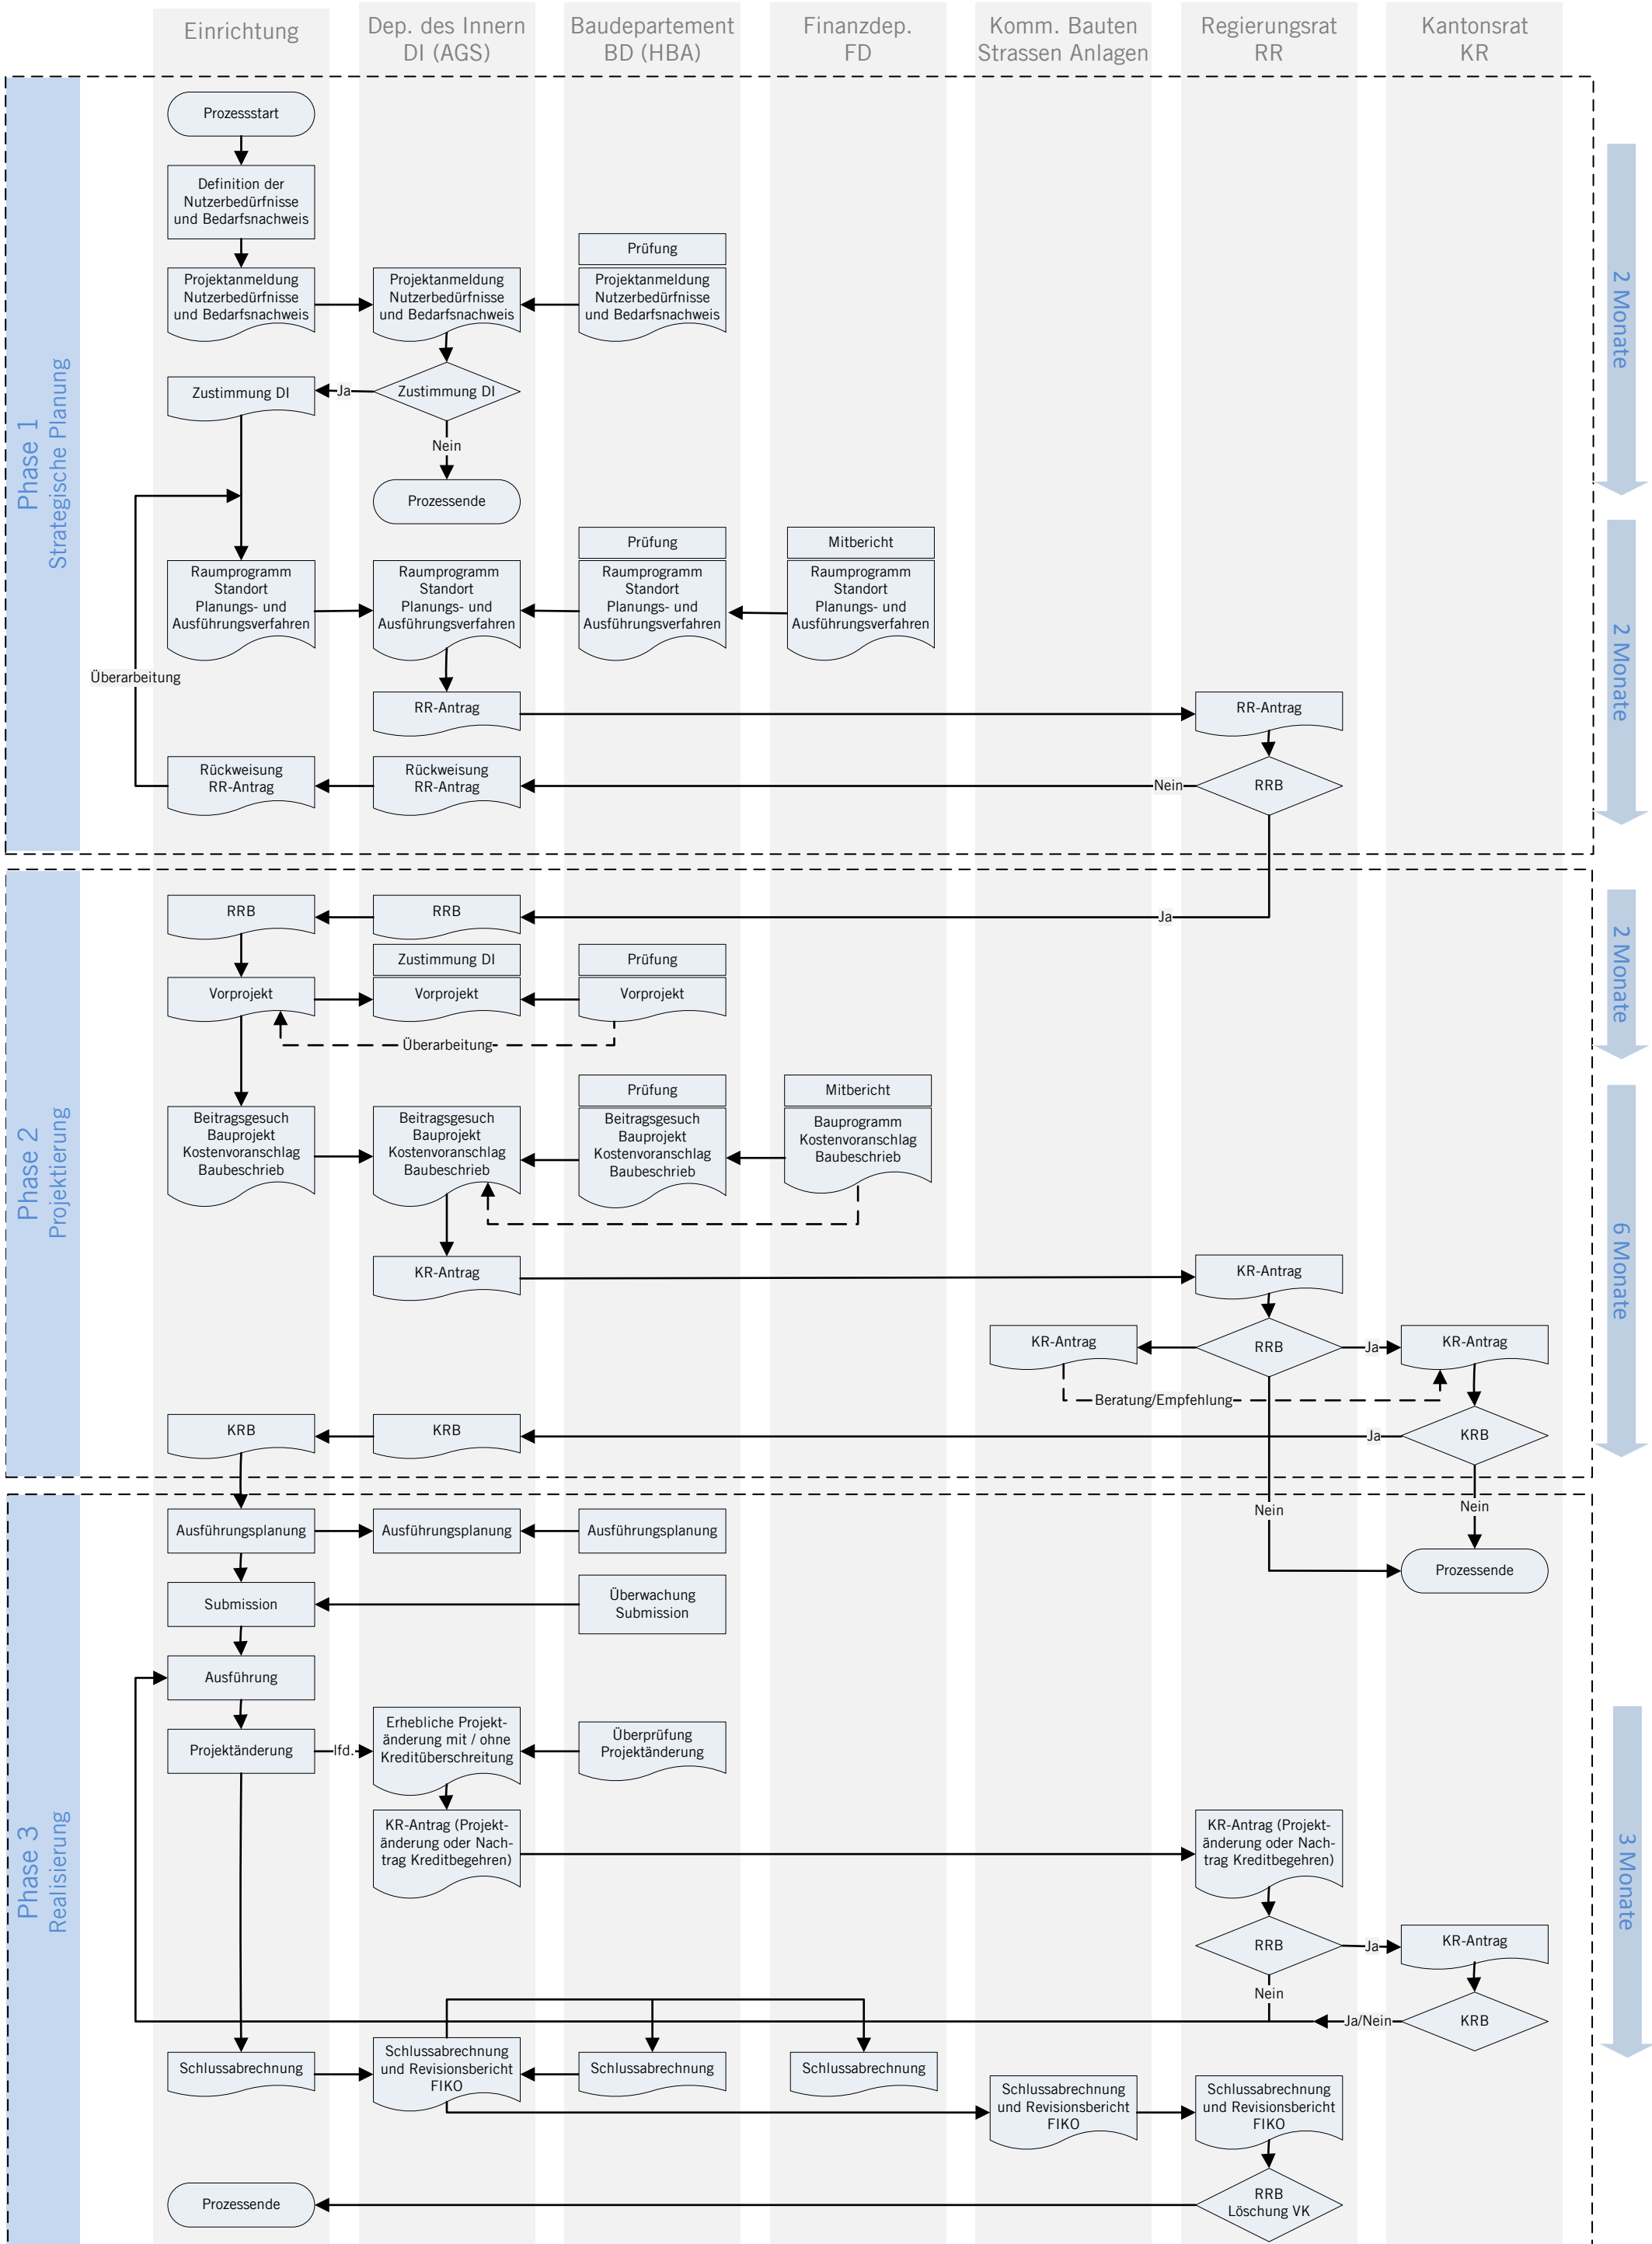 Einrichtung
Dep. des Innern
DI (AGS)
Baudepartement
BD (HBA)
Finanzdep.
FD
Komm. Bauten
Strassen Anlagen
Regierungsrat
RR
Kantonsrat
KR
Phase 1
Strategische Planung
Prozessstart
Definition der
Nutzerbedürfnisse
und Bedarfsnachweis
Prüfung
Projektanmeldung
Nutzerbedürfnisse
und Bedarfsnachweis
Projektanmeldung
Nutzerbedürfnisse
und Bedarfsnachweis
Projektanmeldung
Nutzerbedürfnisse
und Bedarfsnachweis
2 Monate
Zustimmung DI
Ja
Zustimmung DI
Nein
Prozessende
Prüfung
Mitbericht
Raumprogramm
Standort
Planungs- und
Ausführungsverfahren
Raumprogramm
Standort
Planungs- und
Ausführungsverfahren
Raumprogramm
Standort
Planungs- und
Ausführungsverfahren
Raumprogramm
Standort
Planungs- und
Ausführungsverfahren
2 Monate
Überarbeitung
RR-Antrag
RR-Antrag
Rückweisung
RR-Antrag
Rückweisung
RR-Antrag
Nein
RRB
Phase 2
Projektierung
RRB
RRB
Ja
2 Monate
Zustimmung DI
Prüfung
Vorprojekt
Vorprojekt
Vorprojekt
Überarbeitung
Prüfung
Mitbericht
Beitragsgesuch
Bauprojekt
Kostenvoranschlag
Baubeschrieb
Beitragsgesuch
Bauprojekt
Kostenvoranschlag
Baubeschrieb
Beitragsgesuch
Bauprojekt
Kostenvoranschlag
Baubeschrieb
Bauprogramm
Kostenvoranschlag
Baubeschrieb
6 Monate
KR-Antrag
KR-Antrag
KR-Antrag
RRB
Ja
KR-Antrag
Beratung/Empfehlung
KRB
KRB
Ja
KRB
Nein
Nein
Phase 3
Realisierung
Ausführungsplanung
Ausführungsplanung
Ausführungsplanung
Prozessende
Submission
Überwachung
Submission
Ausführung
Projektänderung
lfd.
Erhebliche Projekt-
änderung mit / ohne
Kreditüberschreitung
Überprüfung
Projektänderung
KR-Antrag (Projekt-
änderung oder Nach-
trag Kreditbegehren)
KR-Antrag (Projekt-
änderung oder Nach-
trag Kreditbegehren)
3 Monate
RRB
Ja
KR-Antrag
Nein
Ja/Nein
KRB
Schlussabrechnung
Schlussabrechnung
und Revisionsbericht
FIKO
Schlussabrechnung
Schlussabrechnung
Schlussabrechnung
und Revisionsbericht
FIKO
Schlussabrechnung
und Revisionsbericht
FIKO
Prozessende
RRB
Löschung VK